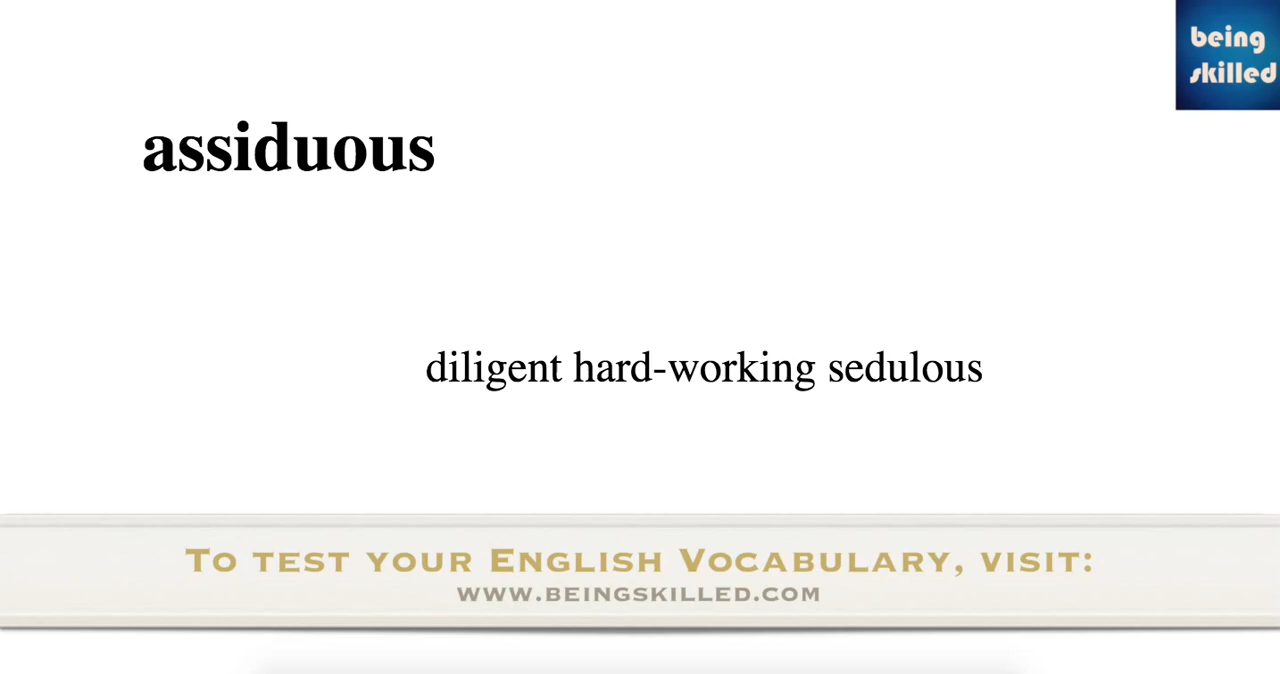 being
skilled
assiduous
diligent hard-working sedulous
To test your English Vocabulary, visit:
www.beingskilled.com